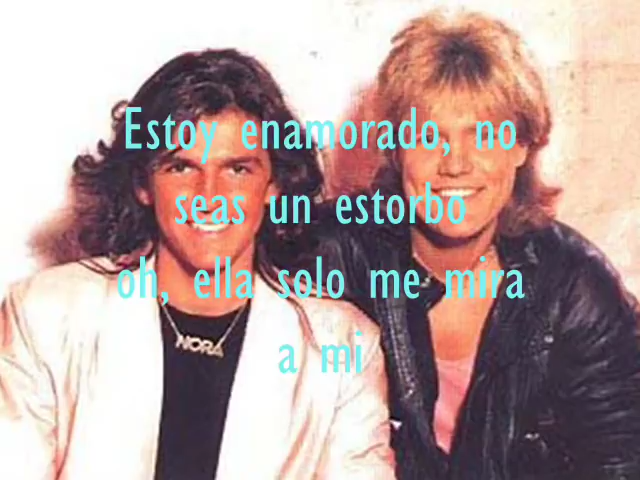 Estoy enamorado, no
seas un estorbo
oh, ella solo me mira
a mi
NORA